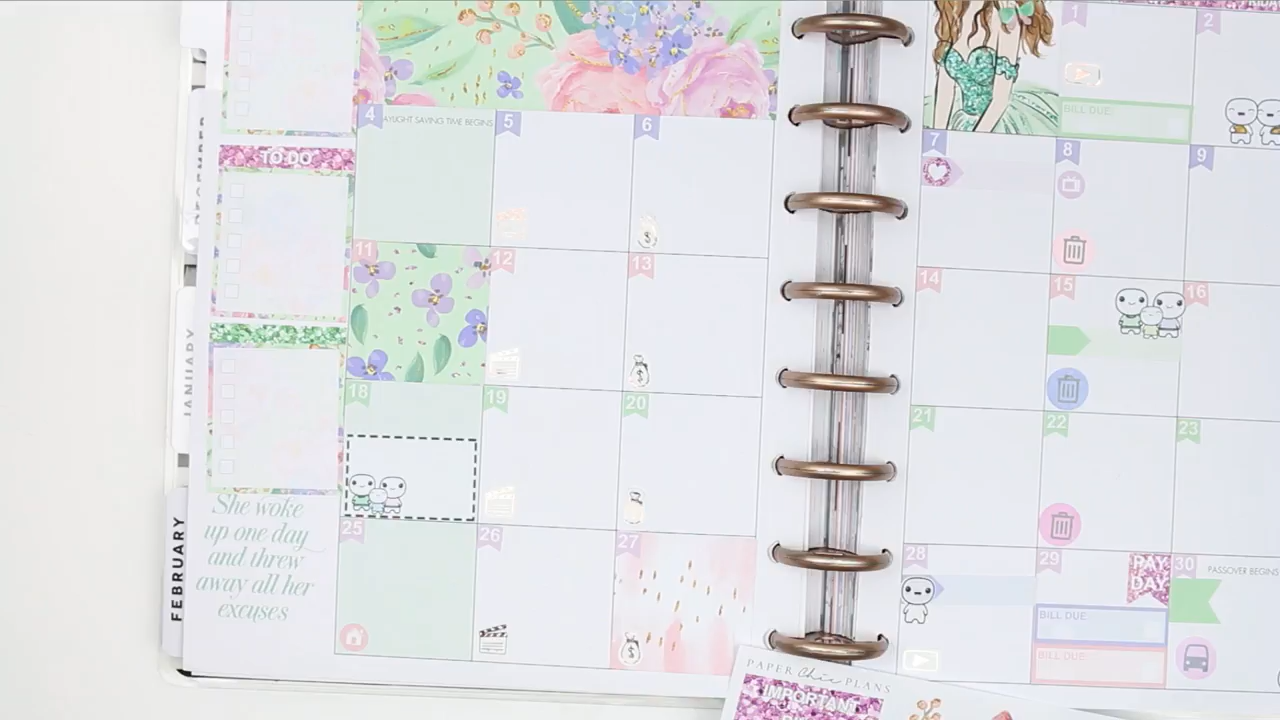 TO DO
She woke
up one day
and threw
away all her
excuses
JANUARY
FEBRUARY
4
DAYLIGHT SAVING TIME BEGINS
5
6
11
12
13
18
19
20
25
26
27
1
2
BILL DUE:
7
8
9
14
15
16
21
22
23
28
29
30
PAY
DAY
PASSOVER BEGINS
BILL DUE:
BILL DUE:
PAPER Chic PLANS
IMPORTANT